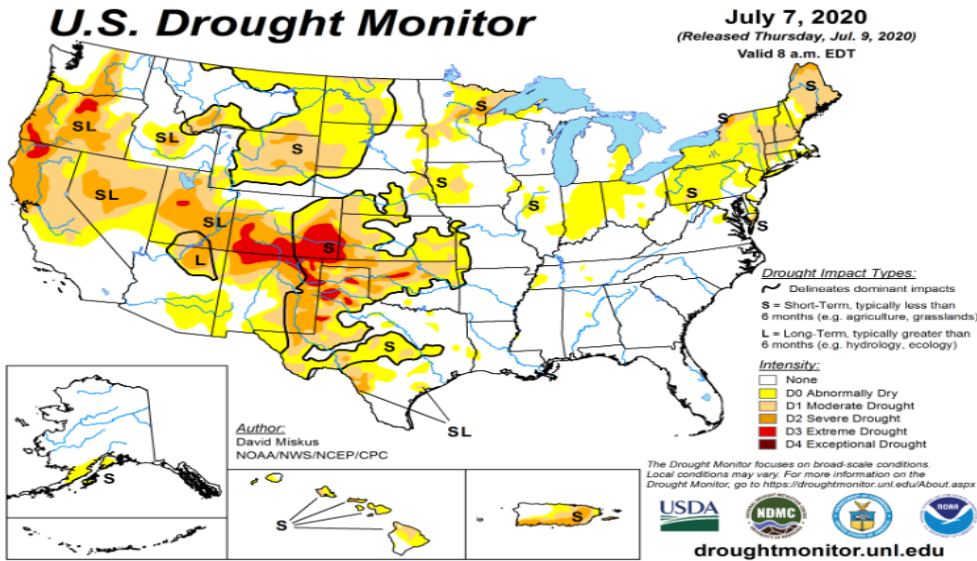 U.S. Drought Monitor
July 7, 2020
(Released Thursday, Jul. 9, 2020)
Valid 8 a.m. EDT
S
S
SL
SL
S
S
S
SL
S
S
SL
S
L
S
SL
Drought Impact Types:
Delineates dominant impacts
S = Short-Term, typically less than
6 months (e.g. agriculture, grasslands)
L = Long-Term, typically greater than
6 months (e.g. hydrology, ecology)
Intensity:
None
D0 Abnormally Dry
D1 Moderate Drought
D2 Severe Drought
D3 Extreme Drought
D4 Exceptional Drought
Author:
David Miskus
NOAA/NWS/NCEP/CPC
S
S
S
The Drought Monitor focuses on broad-scale conditions.
Local conditions may vary. For more information on the
Drought Monitor, go to https://droughtmonitor.unl.edu/About.aspx
USDA
NDMC
NOAA
droughtmonitor.unl.edu